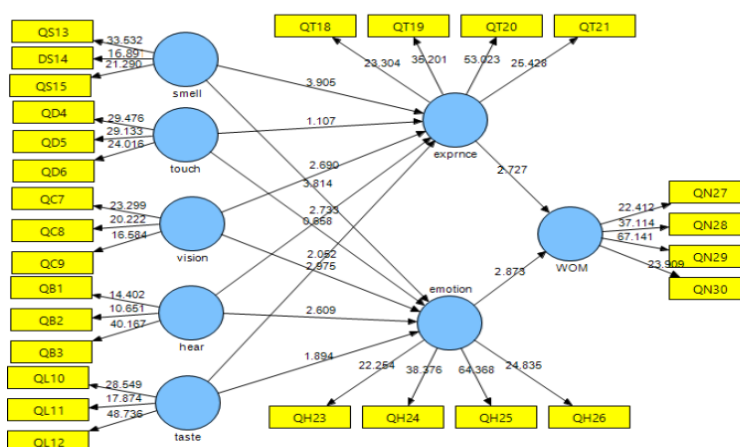 QS13
DS14
QS15
33.532
16.891
21.290
smell
QD4
QD5
QD6
29.476
29.133
24.016
touch
QC7
QC8
QC9
23.299
20.222
16.584
vision
QB1
QB2
QB3
14.402
10.651
40.167
hear
QL10
QL11
QL12
28.549
17.874
48.736
taste
3.905
1.107
2.690
3.814
2.733
0.658
2.052
2.975
2.609
1.894
QT18
QT19
QT20
QT21
23.304
35.201
53.023
25.428
exprnce
2.727
emotion
2.873
22.254
38.376
64.368
24.835
QH23
QH24
QH25
QH26
WOM
22.412
37.114
67.141
23.909
QN27
QN28
QN29
QN30